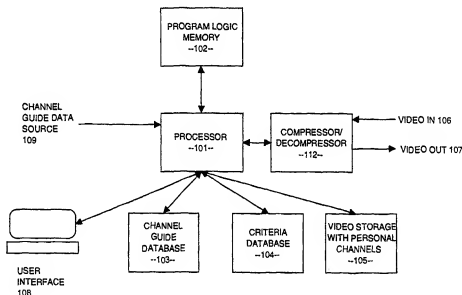 PROGRAM LOGIC
MEMORY
--102--
CHANNEL
GUIDE DATA
SOURCE
109
PROCESSOR
--101--
COMPRESSOR/
DECOMPRESSOR
--112--
VIDEO IN 106
VIDEO OUT 107
USER
INTERFACE
108
CHANNEL
GUIDE
DATABASE
--103--
CRITERIA
DATABASE
--104--
VIDEO STORAGE
WITH PERSONAL
CHANNELS
--105--